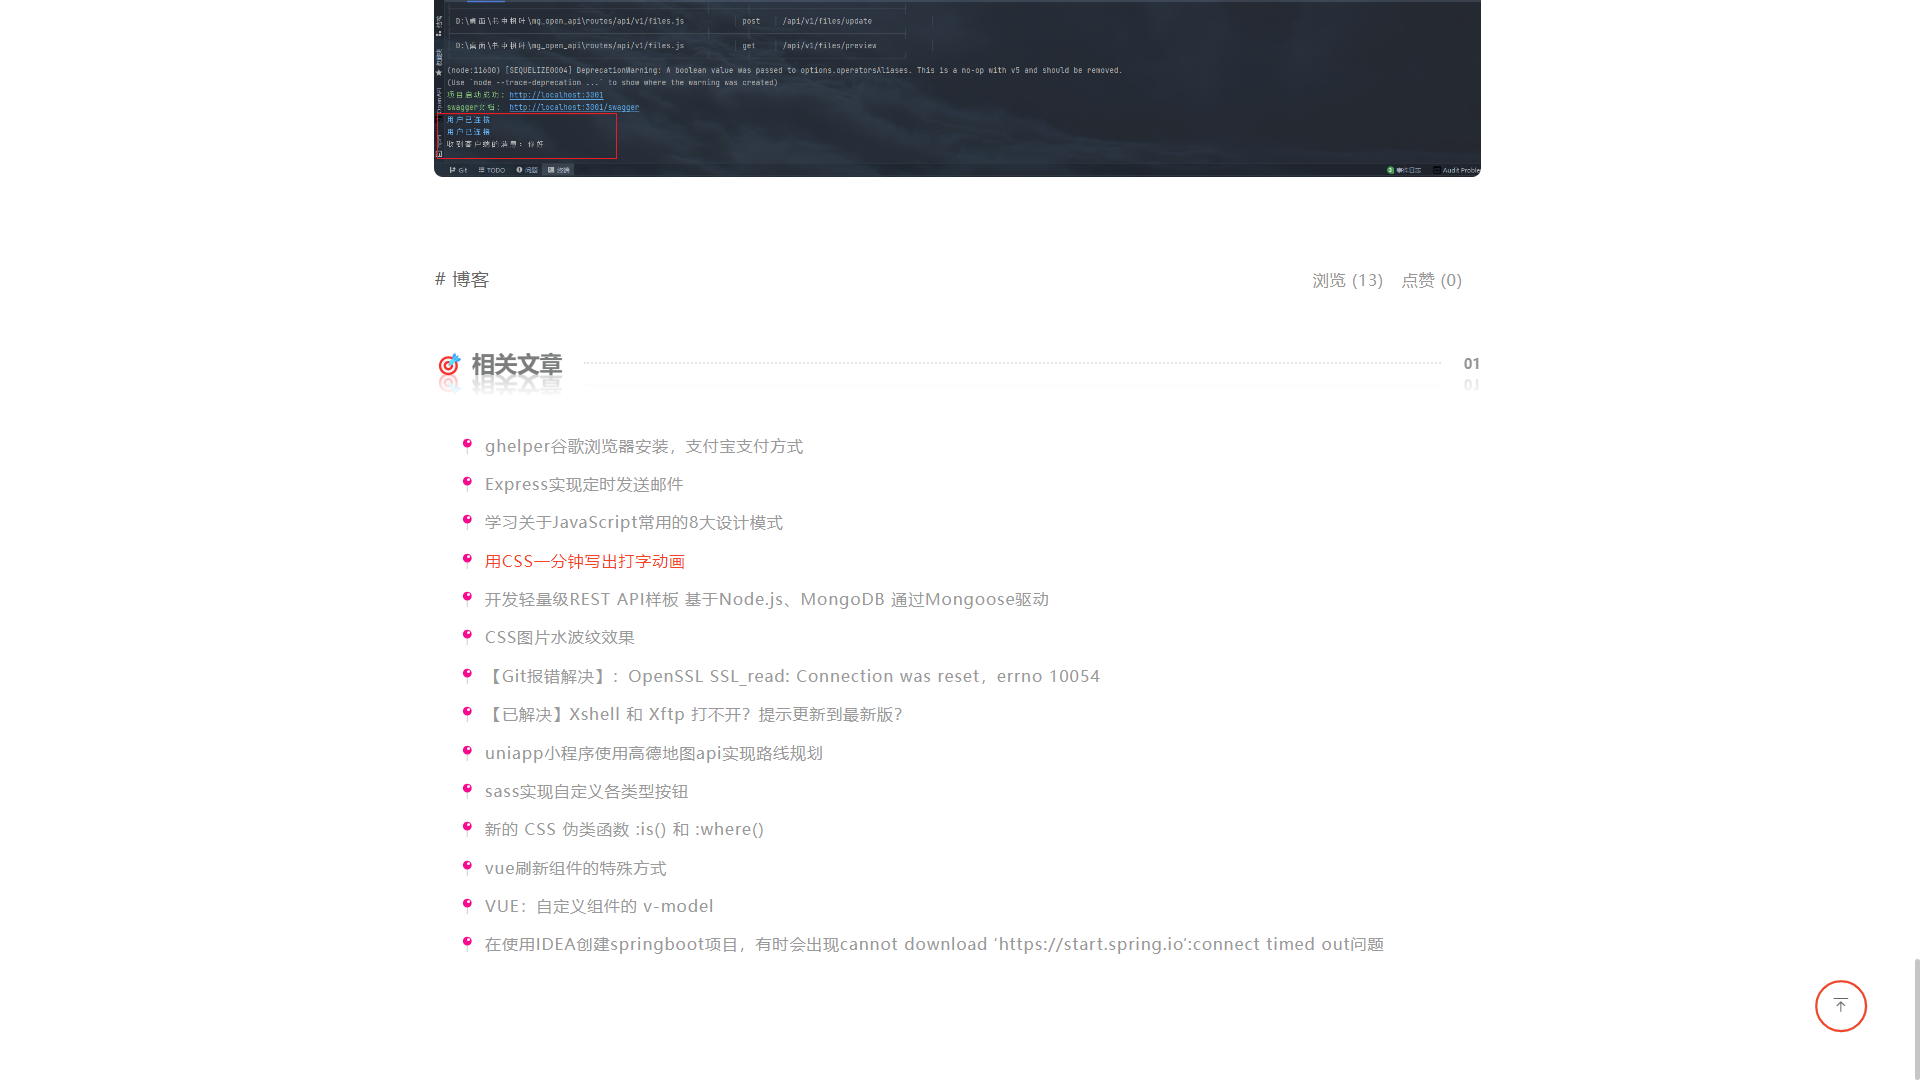 D:\桌面\书中枫叶\mg_open_api\routes/api/v1/files.js post /api/v1/files/update
D:\桌面\书中枫叶\mg_open_api\routes/api/v1/files.js get /api/v1/files/preview
(node:11600) [SEQUELIZE0004] DeprecationWarning: A boolean value was passed to options.operatorsAliases. This is a no-op with v5 and should be removed.
(Use `node --trace-deprecation ...` to show where the warning was created)
项目启动成功: http://localhost:3001
swagger文档: http://localhost:3001/swagger
用户已连接
用户已连接
收到客户端的消息: 你好
Git TODO 问题 终端 事件日志 Audit Proble
# 博客 浏览 (13) 点赞 (0)
相关文章 01
ghelper谷歌浏览器安装，支付宝支付方式
Express实现定时发送邮件
学习关于JavaScript常用的8大设计模式
用CSS一分钟写出打字动画
开发轻量级REST API样板 基于Node.js、MongoDB 通过Mongoose驱动
CSS图片水波纹效果
【Git报错解决】：OpenSSL SSL_read: Connection was reset，errno 10054
【已解决】Xshell 和 Xftp 打不开？提示更新到最新版？
uniapp小程序使用高德地图api实现路线规划
sass实现自定义各类型按钮
新的 CSS 伪类函数 :is() 和 :where()
vue刷新组件的特殊方式
VUE：自定义组件的 v-model
在使用IDEA创建springboot项目，有时会出现cannot download 'https://start.spring.io':connect timed out问题